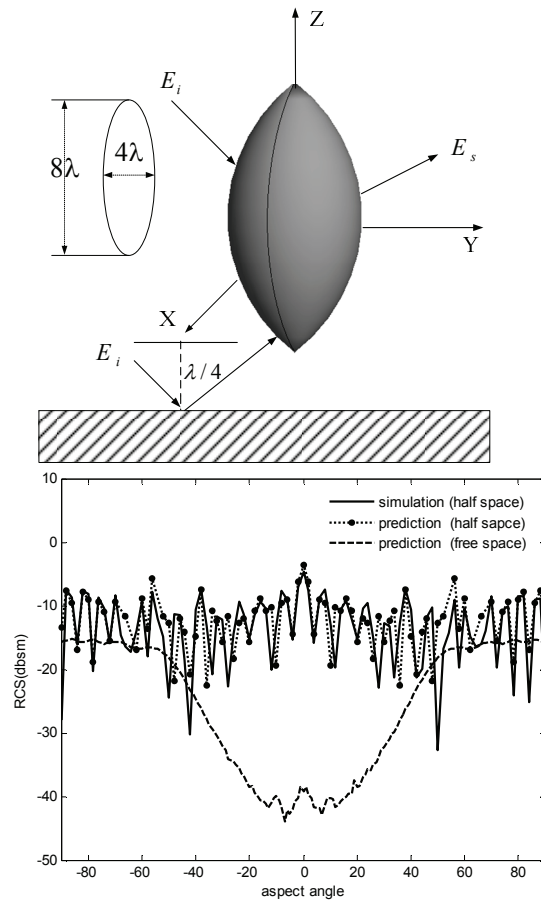 Z
E_i
8λ
4λ
E_s
Y
X
E_i
λ/4
10
0
-10
-20
-30
-40
-50
RCS(dbsm)
simulation (half space)
prediction (half sapce)
prediction (free space)
-80 -60 -40 -20 0 20 40 60 80
aspect angle